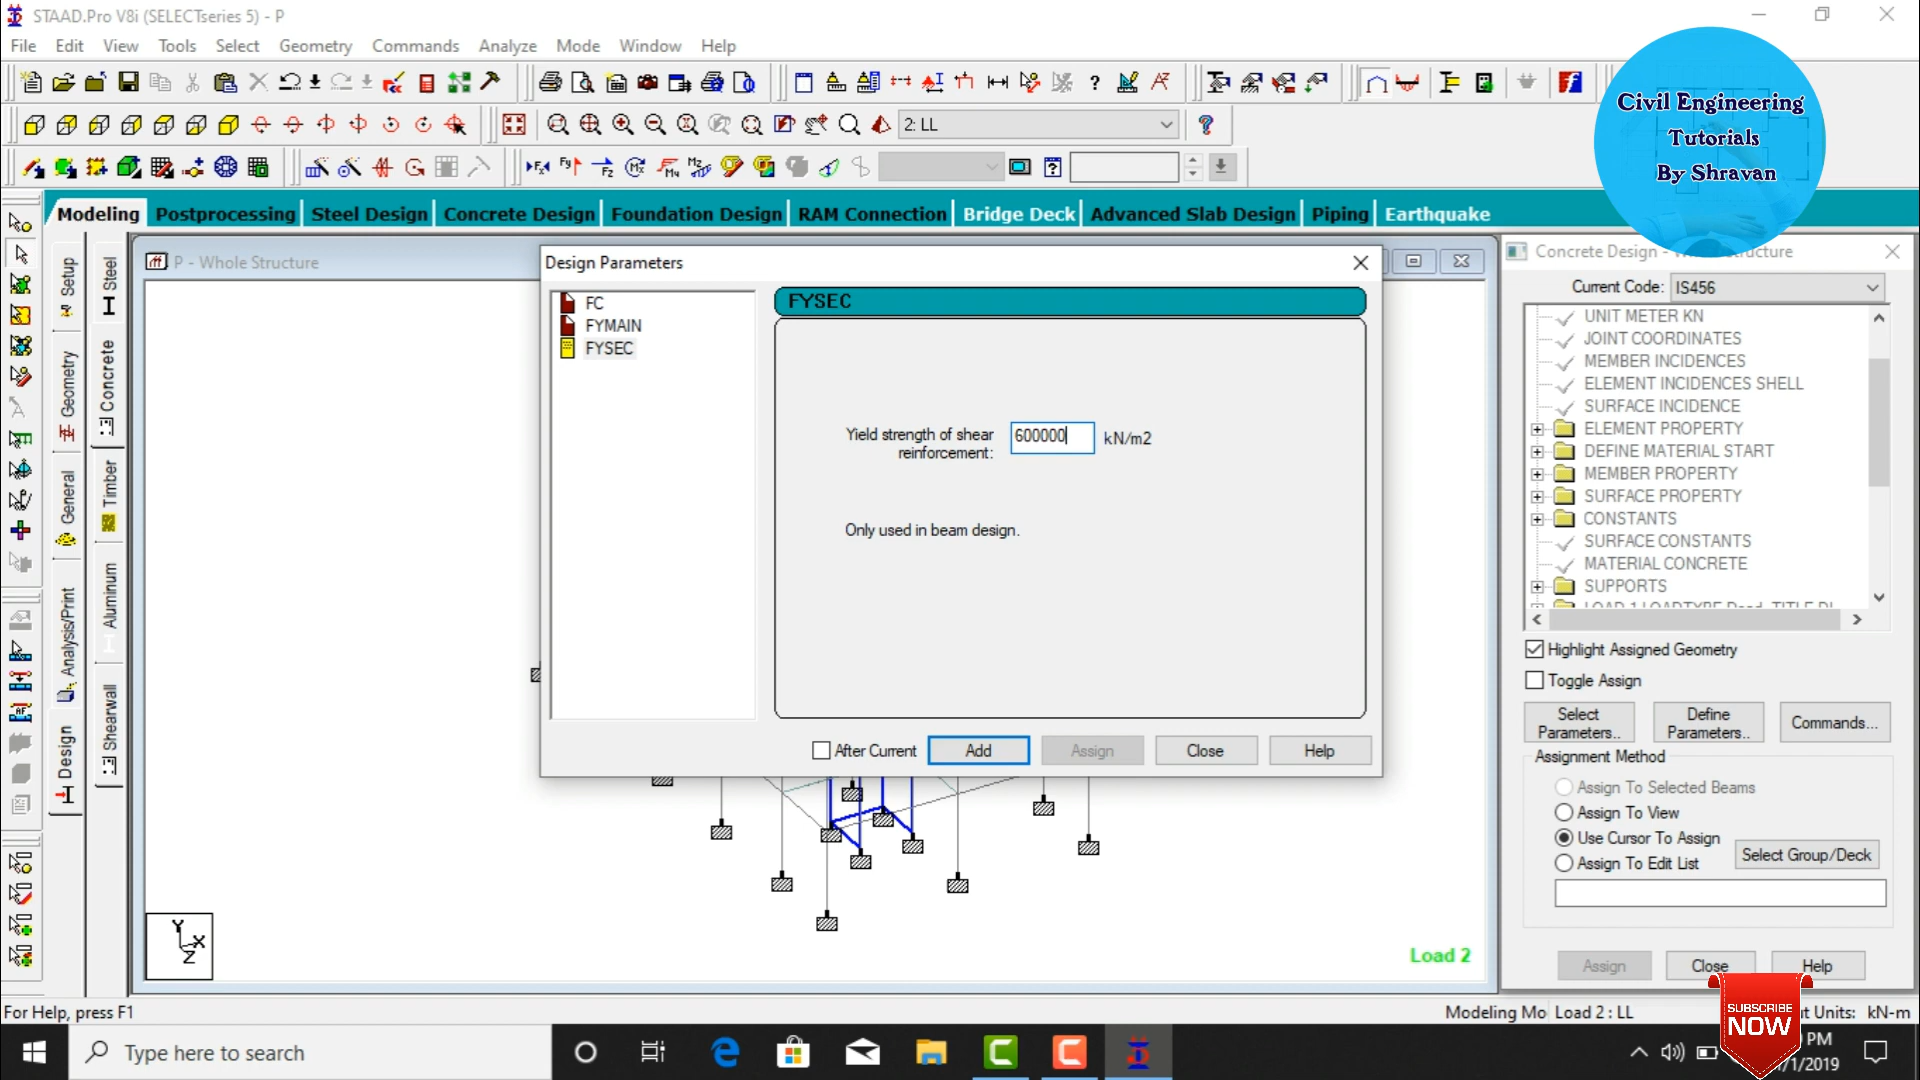 STAAD.Pro V8i (SELECTseries 5) - P
File Edit View Tools Select Geometry Commands Analyze Mode Window Help
2: LL
Civil Engineering
Tutorials
By Shravan
Modeling Postprocessing Steel Design Concrete Design Foundation Design RAM Connection Bridge Deck Advanced Slab Design Piping Earthquake
Setup
Geometry
General
Analysis/Print
Design
Steel
Concrete
Timber
Aluminum
Shearwall
P - Whole Structure
Design Parameters
FC
FYMAIN
FYSEC
FYSEC
Yield strength of shear
reinforcement:
600000
kN/m2
Only used in beam design.
After Current
Add
Assign
Close
Help
Y
X
Z
Load 2
Concrete Design -
Current Code: IS456
UNIT METER KN
JOINT COORDINATES
MEMBER INCIDENCES
ELEMENT INCIDENCES SHELL
SURFACE INCIDENCE
ELEMENT PROPERTY
DEFINE MATERIAL START
MEMBER PROPERTY
SURFACE PROPERTY
CONSTANTS
SURFACE CONSTANTS
MATERIAL CONCRETE
SUPPORTS
Highlight Assigned Geometry
Toggle Assign
Select
Parameters..
Define
Parameters..
Commands...
Assignment Method
Assign To Selected Beams
Assign To View
Use Cursor To Assign
Assign To Edit List
Select Group/Deck
Assign
Close
Help
For Help, press F1
Modeling Mo Load 2 : LL
t Units: kN-m
SUBSCRIBE
NOW
Type here to search
PM
/1/2019